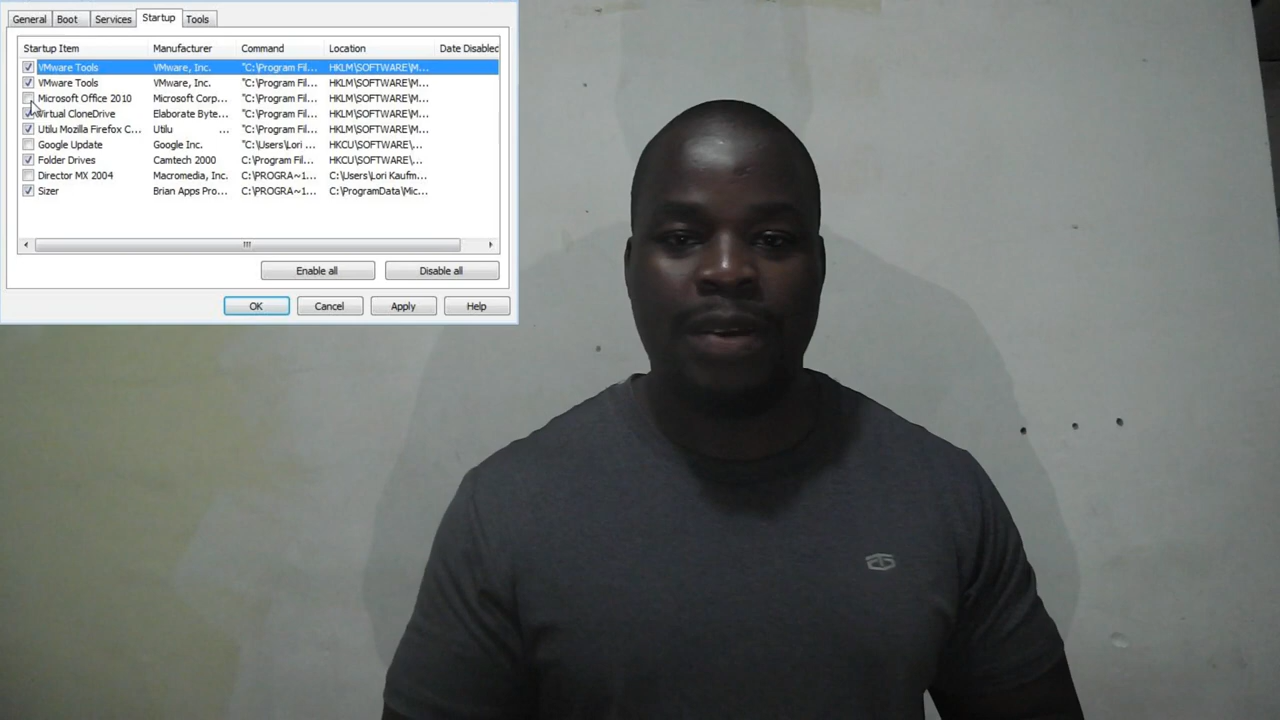 General Boot Services Startup Tools
Startup Item Manufacturer Command Location Date Disabled
VMware Tools VMware, Inc. "C:\Program Fil... HKLM\SOFTWARE\M...
VMware Tools VMware, Inc. "C:\Program Fil... HKLM\SOFTWARE\M...
Microsoft Office 2010 Microsoft Corp... "C:\Program Fil... HKLM\SOFTWARE\M...
Virtual CloneDrive Elaborate Byte... "C:\Program Fil... HKLM\SOFTWARE\M...
Utilu Mozilla Firefox C... Utilu ... "C:\Program Fil... HKLM\SOFTWARE\M...
Google Update Google Inc. "C:\Users\Lori ... HKCU\SOFTWARE\,...
Folder Drives Camtech 2000 C:\Program Fil... HKCU\SOFTWARE\,...
Director MX 2004 Macromedia, Inc. C:\PROGRA~1... C:\Users\Lori Kaufm...
Sizer Brian Apps Pro... C:\PROGRA~1... C:\ProgramData\Mic...
Enable all Disable all
OK Cancel Apply Help